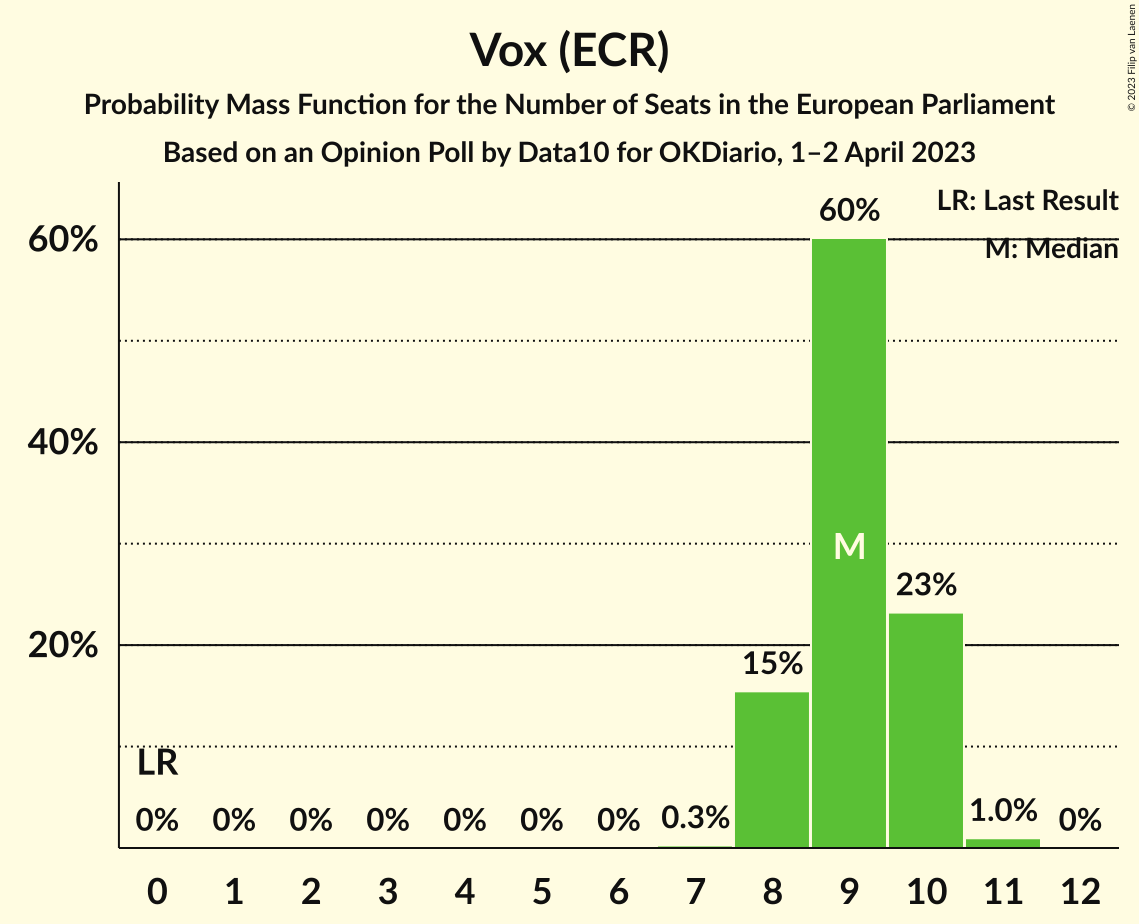 © 2023 Filip van Laenen
Vox (ECR)
Probability Mass Function for the Number of Seats in the European Parliament
Based on an Opinion Poll by Data10 for OKDiario, 1–2 April 2023
LR: Last Result
M: Median
60%
40%
20%
LR
M
0% 0% 0% 0% 0% 0% 0% 0.3% 15% 60% 23% 1.0% 0%
0 1 2 3 4 5 6 7 8 9 10 11 12